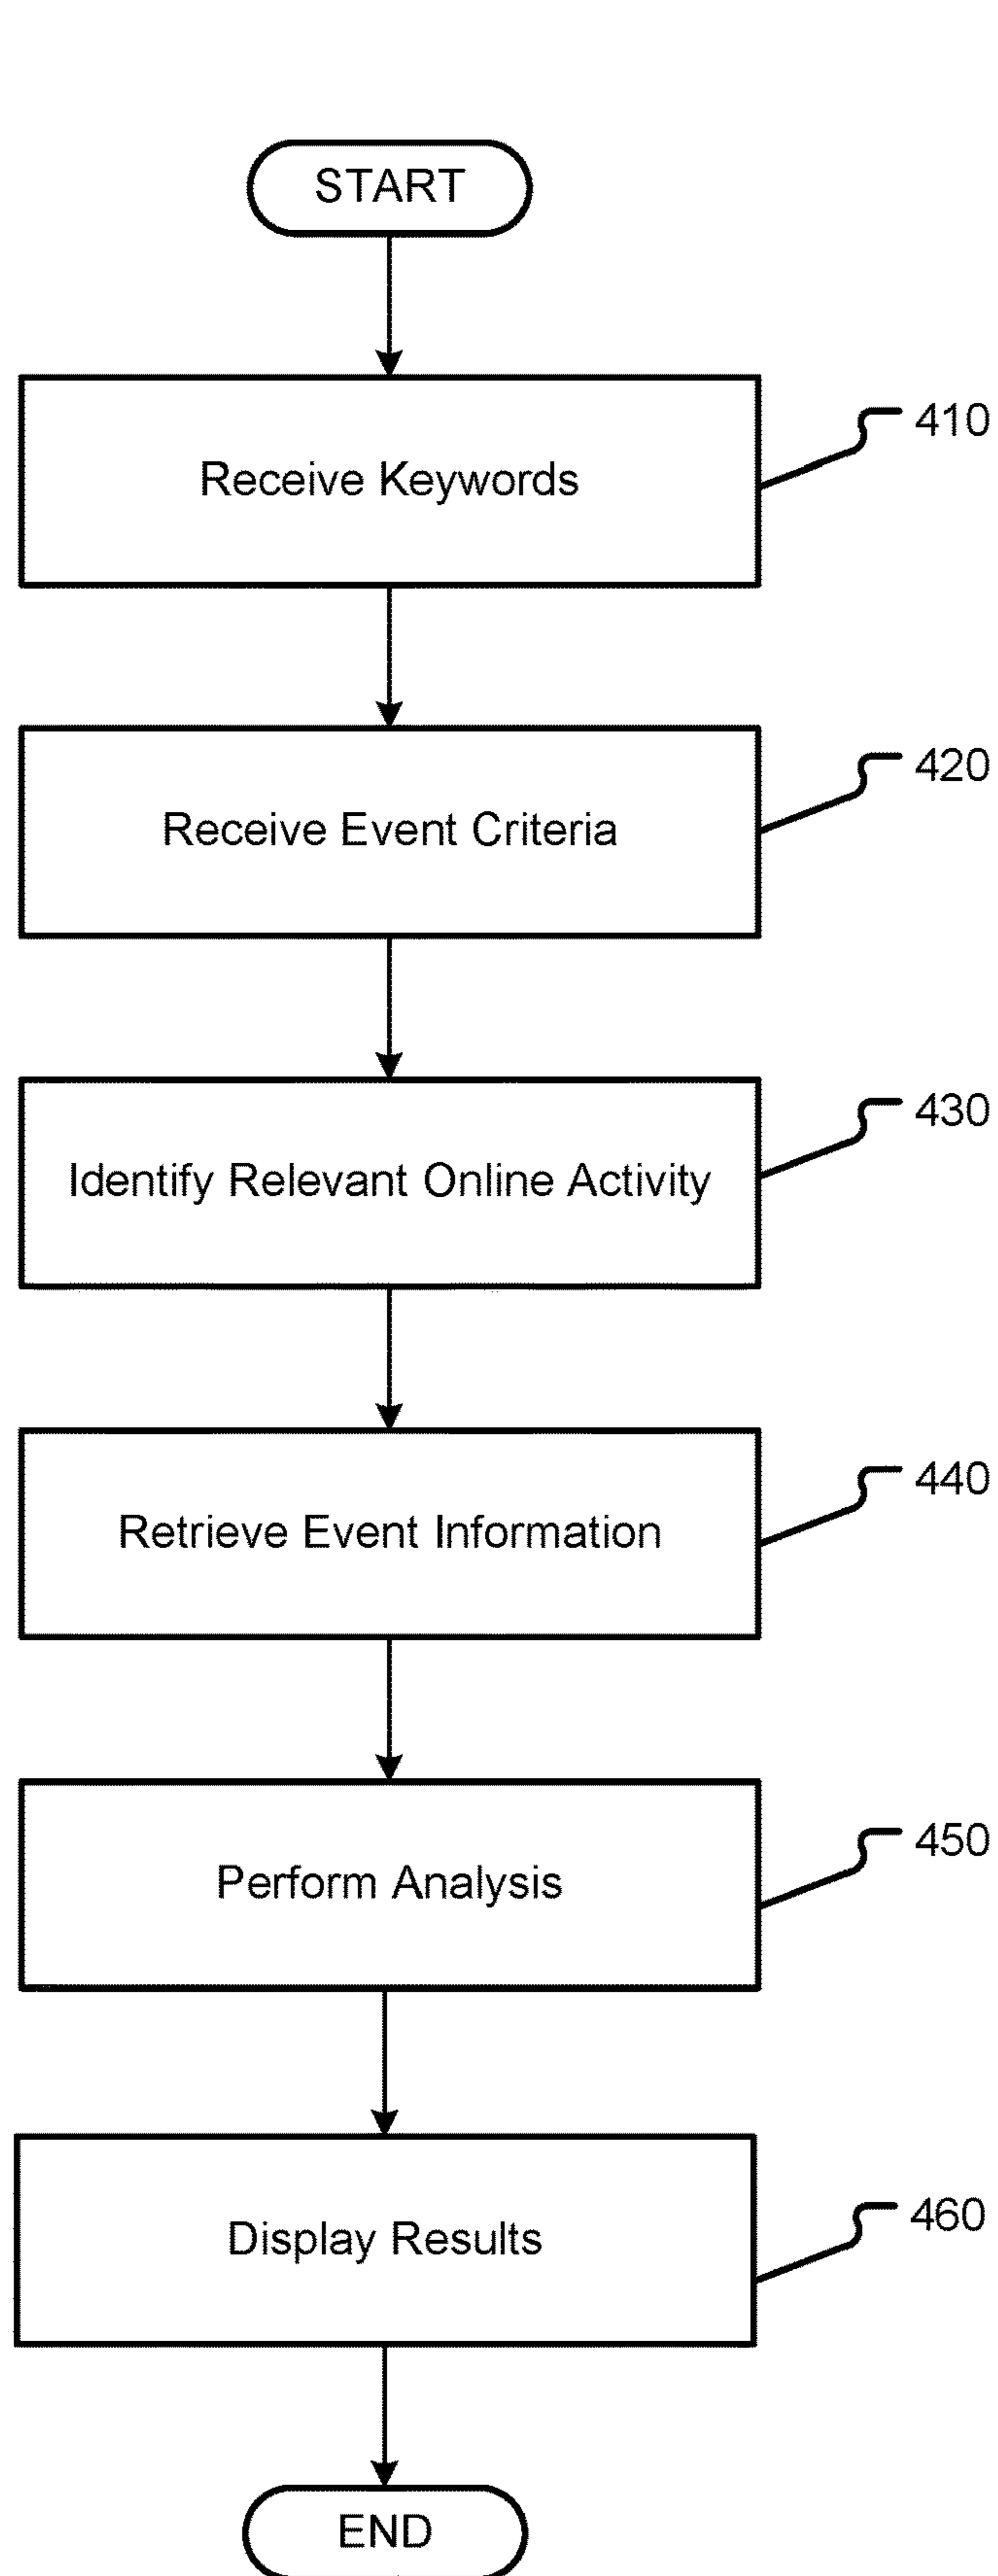 START
Receive Keywords
410
Receive Event Criteria
420
Identify Relevant Online Activity
430
Retrieve Event Information
440
Perform Analysis
450
Display Results
460
END